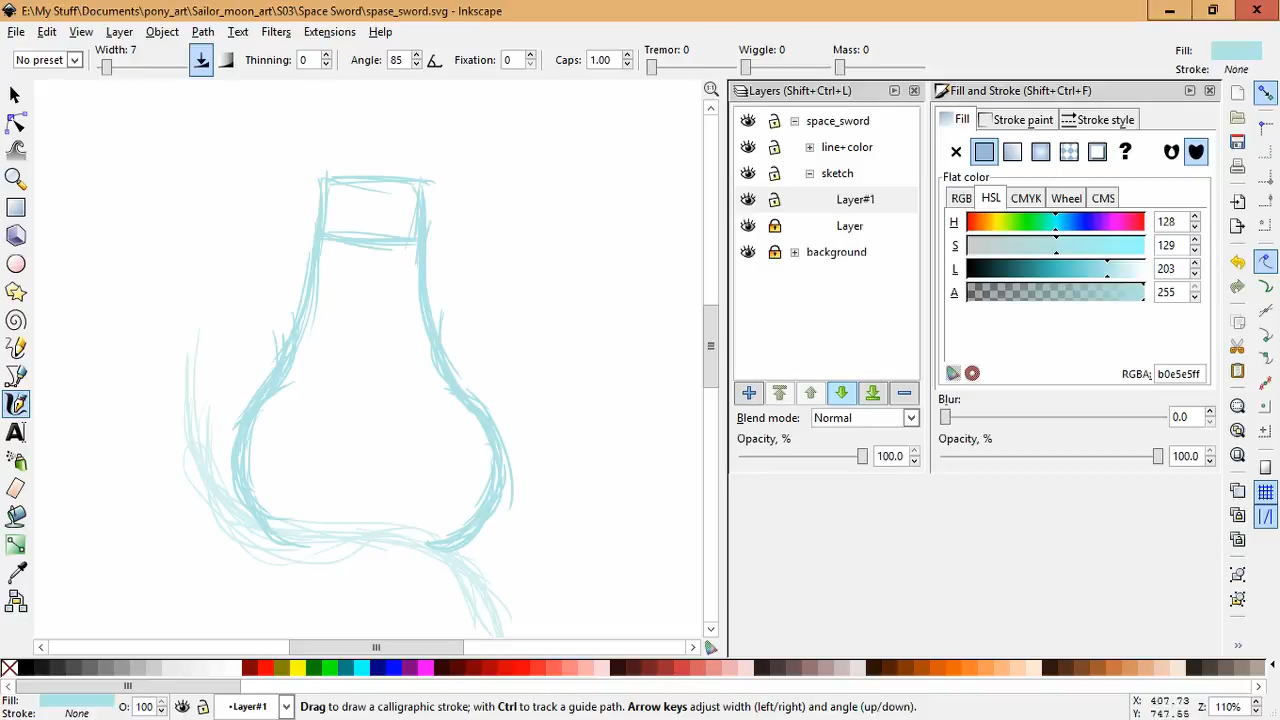 E:\My Stuff\Documents\pony_art\Sailor_moon_art\S03\Space Sword\spase_sword.svg - Inkscape
File Edit View Layer Object Path Text Filters Extensions Help
No preset Width: 7 Thinning: 0 Angle: 85 Fixation: 0 Caps: 1.00 Tremor: 0 Wiggle: 0 Mass: 0 Fill:
Stroke: None
Layers (Shift+Ctrl+L) Fill and Stroke (Shift+Ctrl+F)
space_sword
line+color
sketch
Layer#1
Layer
background
Blend mode: Normal
Opacity, % 
100.0
Fill Stroke paint Stroke style
?
Flat color
RGB HSL CMYK Wheel CMS
H 128
S 129
L 203
A 255
RGBA: b0e5e5ff
Blur:
0.0
Opacity, %
100.0
Fill:
Stroke: None
O: 100 •Layer#1 Drag to draw a calligraphic stroke; with Ctrl to track a guide path. Arrow keys adjust width (left/right) and angle (up/down).
X: 407.73
Y: 747.55
Z: 110%